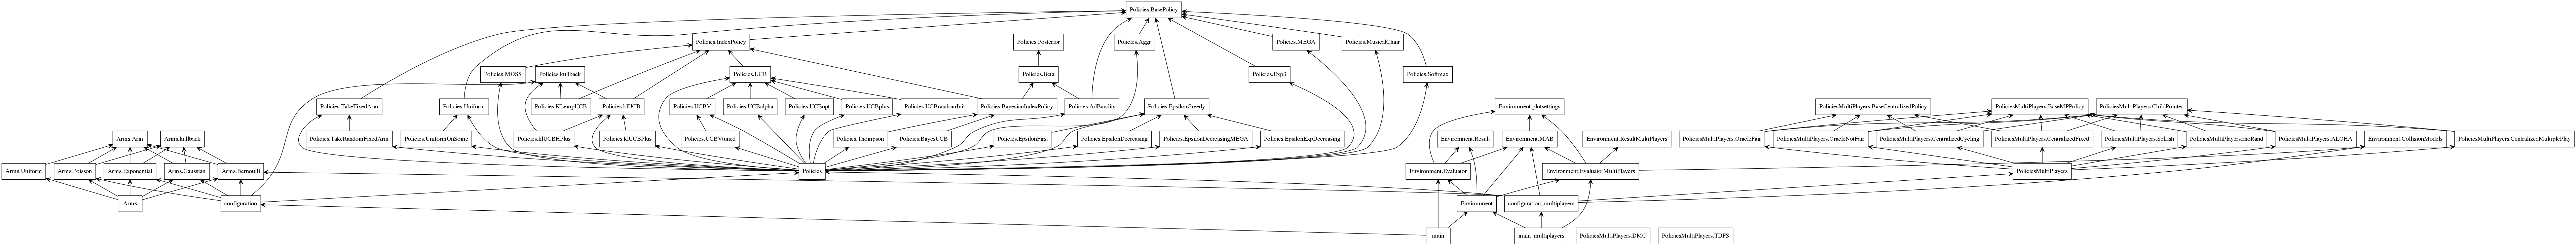 Policies.BasePolicy
Policies.IndexPolicy
Policies.Posterior
Policies.Aggr
Policies.MEGA
Policies.MusicalChair
Policies.MOSS
Policies.kullback
Policies.UCB
Policies.Beta
Policies.Exp3
Policies.Softmax
Policies.TakeFixedArm
Policies.Uniform
Policies.KLempUCB
Policies.klUCB
Policies.UCBV
Policies.UCBalpha
Policies.UCBopt
Policies.UCBplus
Policies.UCBrandomInit
Policies.BayesianIndexPolicy
Policies.AdBandits
Policies.EpsilonGreedy
Environment.plotsettings
PoliciesMultiPlayers.BaseCentralizedPolicy
PoliciesMultiPlayers.BaseMPPolicy
PoliciesMultiPlayers.ChildPointer
Arms.Arm
Arms.kullback
Policies.TakeRandomFixedArm
Policies.UniformOnSome
Policies.klUCBHPlus
Policies.klUCBPlus
Policies.UCBVtuned
Policies.Thompson
Policies.BayesUCB
Policies.EpsilonFirst
Policies.EpsilonDecreasing
Policies.EpsilonDecreasingMEGA
Policies.EpsilonExpDecreasing
Environment.Result
Environment.MAB
Environment.ResultMultiPlayers
PoliciesMultiPlayers.OracleFair
PoliciesMultiPlayers.OracleNotFair
PoliciesMultiPlayers.CentralizedCycling
PoliciesMultiPlayers.CentralizedFixed
PoliciesMultiPlayers.Selfish
PoliciesMultiPlayers.rhoRand
PoliciesMultiPlayers.ALOHA
Environment.CollisionModels
PoliciesMultiPlayers.CentralizedMultiplePlay
Arms.Uniform
Arms.Poisson
Arms.Exponential
Arms.Gaussian
Arms.Bernoulli
Policies
Environment.Evaluator
Environment.EvaluatorMultiPlayers
PoliciesMultiPlayers
Arms
configuration
Environment
configuration_multiplayers
main
main_multiplayers
PoliciesMultiPlayers.DMC
PoliciesMultiPlayers.TDFS